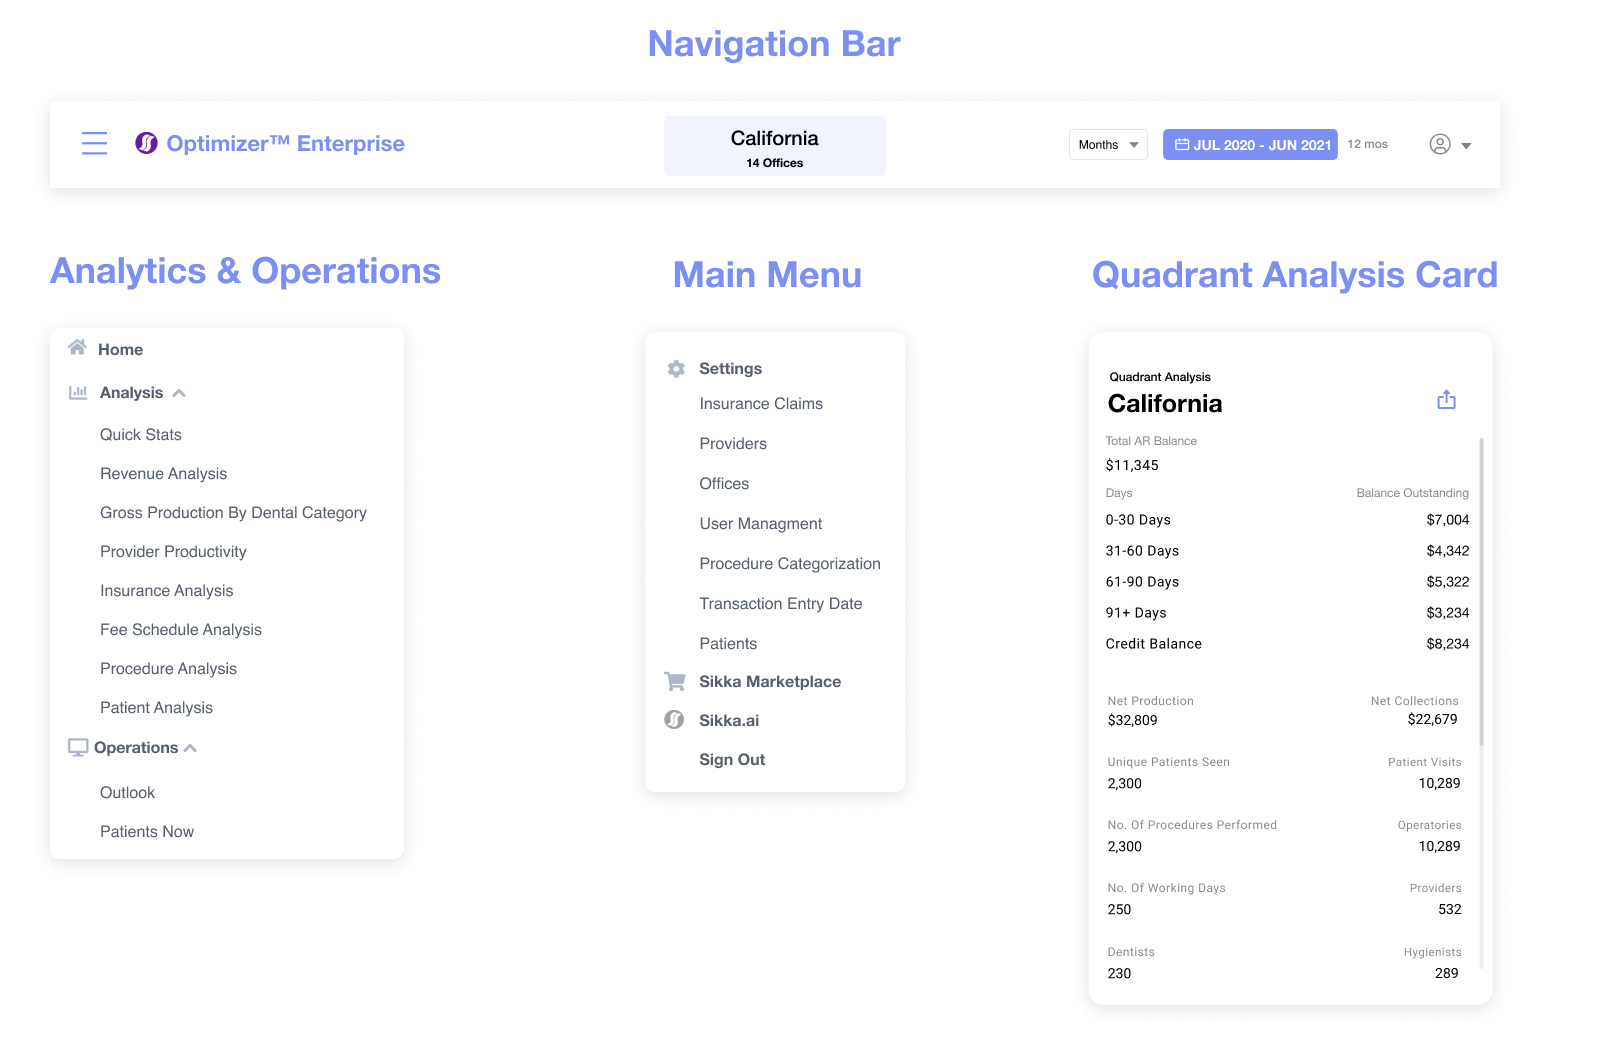 Navigation Bar
Optimizer™ Enterprise
California
14 Offices
Months
JUL 2020 - JUN 2021
12 mos
Analytics & Operations
Home
Analysis
Quick Stats
Revenue Analysis
Gross Production By Dental Category
Provider Productivity
Insurance Analysis
Fee Schedule Analysis
Procedure Analysis
Patient Analysis
Operations
Outlook
Patients Now
Main Menu
Settings
Insurance Claims
Providers
Offices
User Managment
Procedure Categorization
Transaction Entry Date
Patients
Sikka Marketplace
Sikka.ai
Sign Out
Quadrant Analysis Card
Quadrant Analysis
California
Total AR Balance
$11,345
Days Balance Outstanding
0-30 Days $7,004
31-60 Days $4,342
61-90 Days $5,322
91+ Days $3,234
Credit Balance $8,234
Net Production Net Collections
$32,809 $22,679
Unique Patients Seen Patient Visits
2,300 10,289
No. Of Procedures Performed Operatories
2,300 10,289
No. Of Working Days Providers
250 532
Dentists Hygienists
230 289